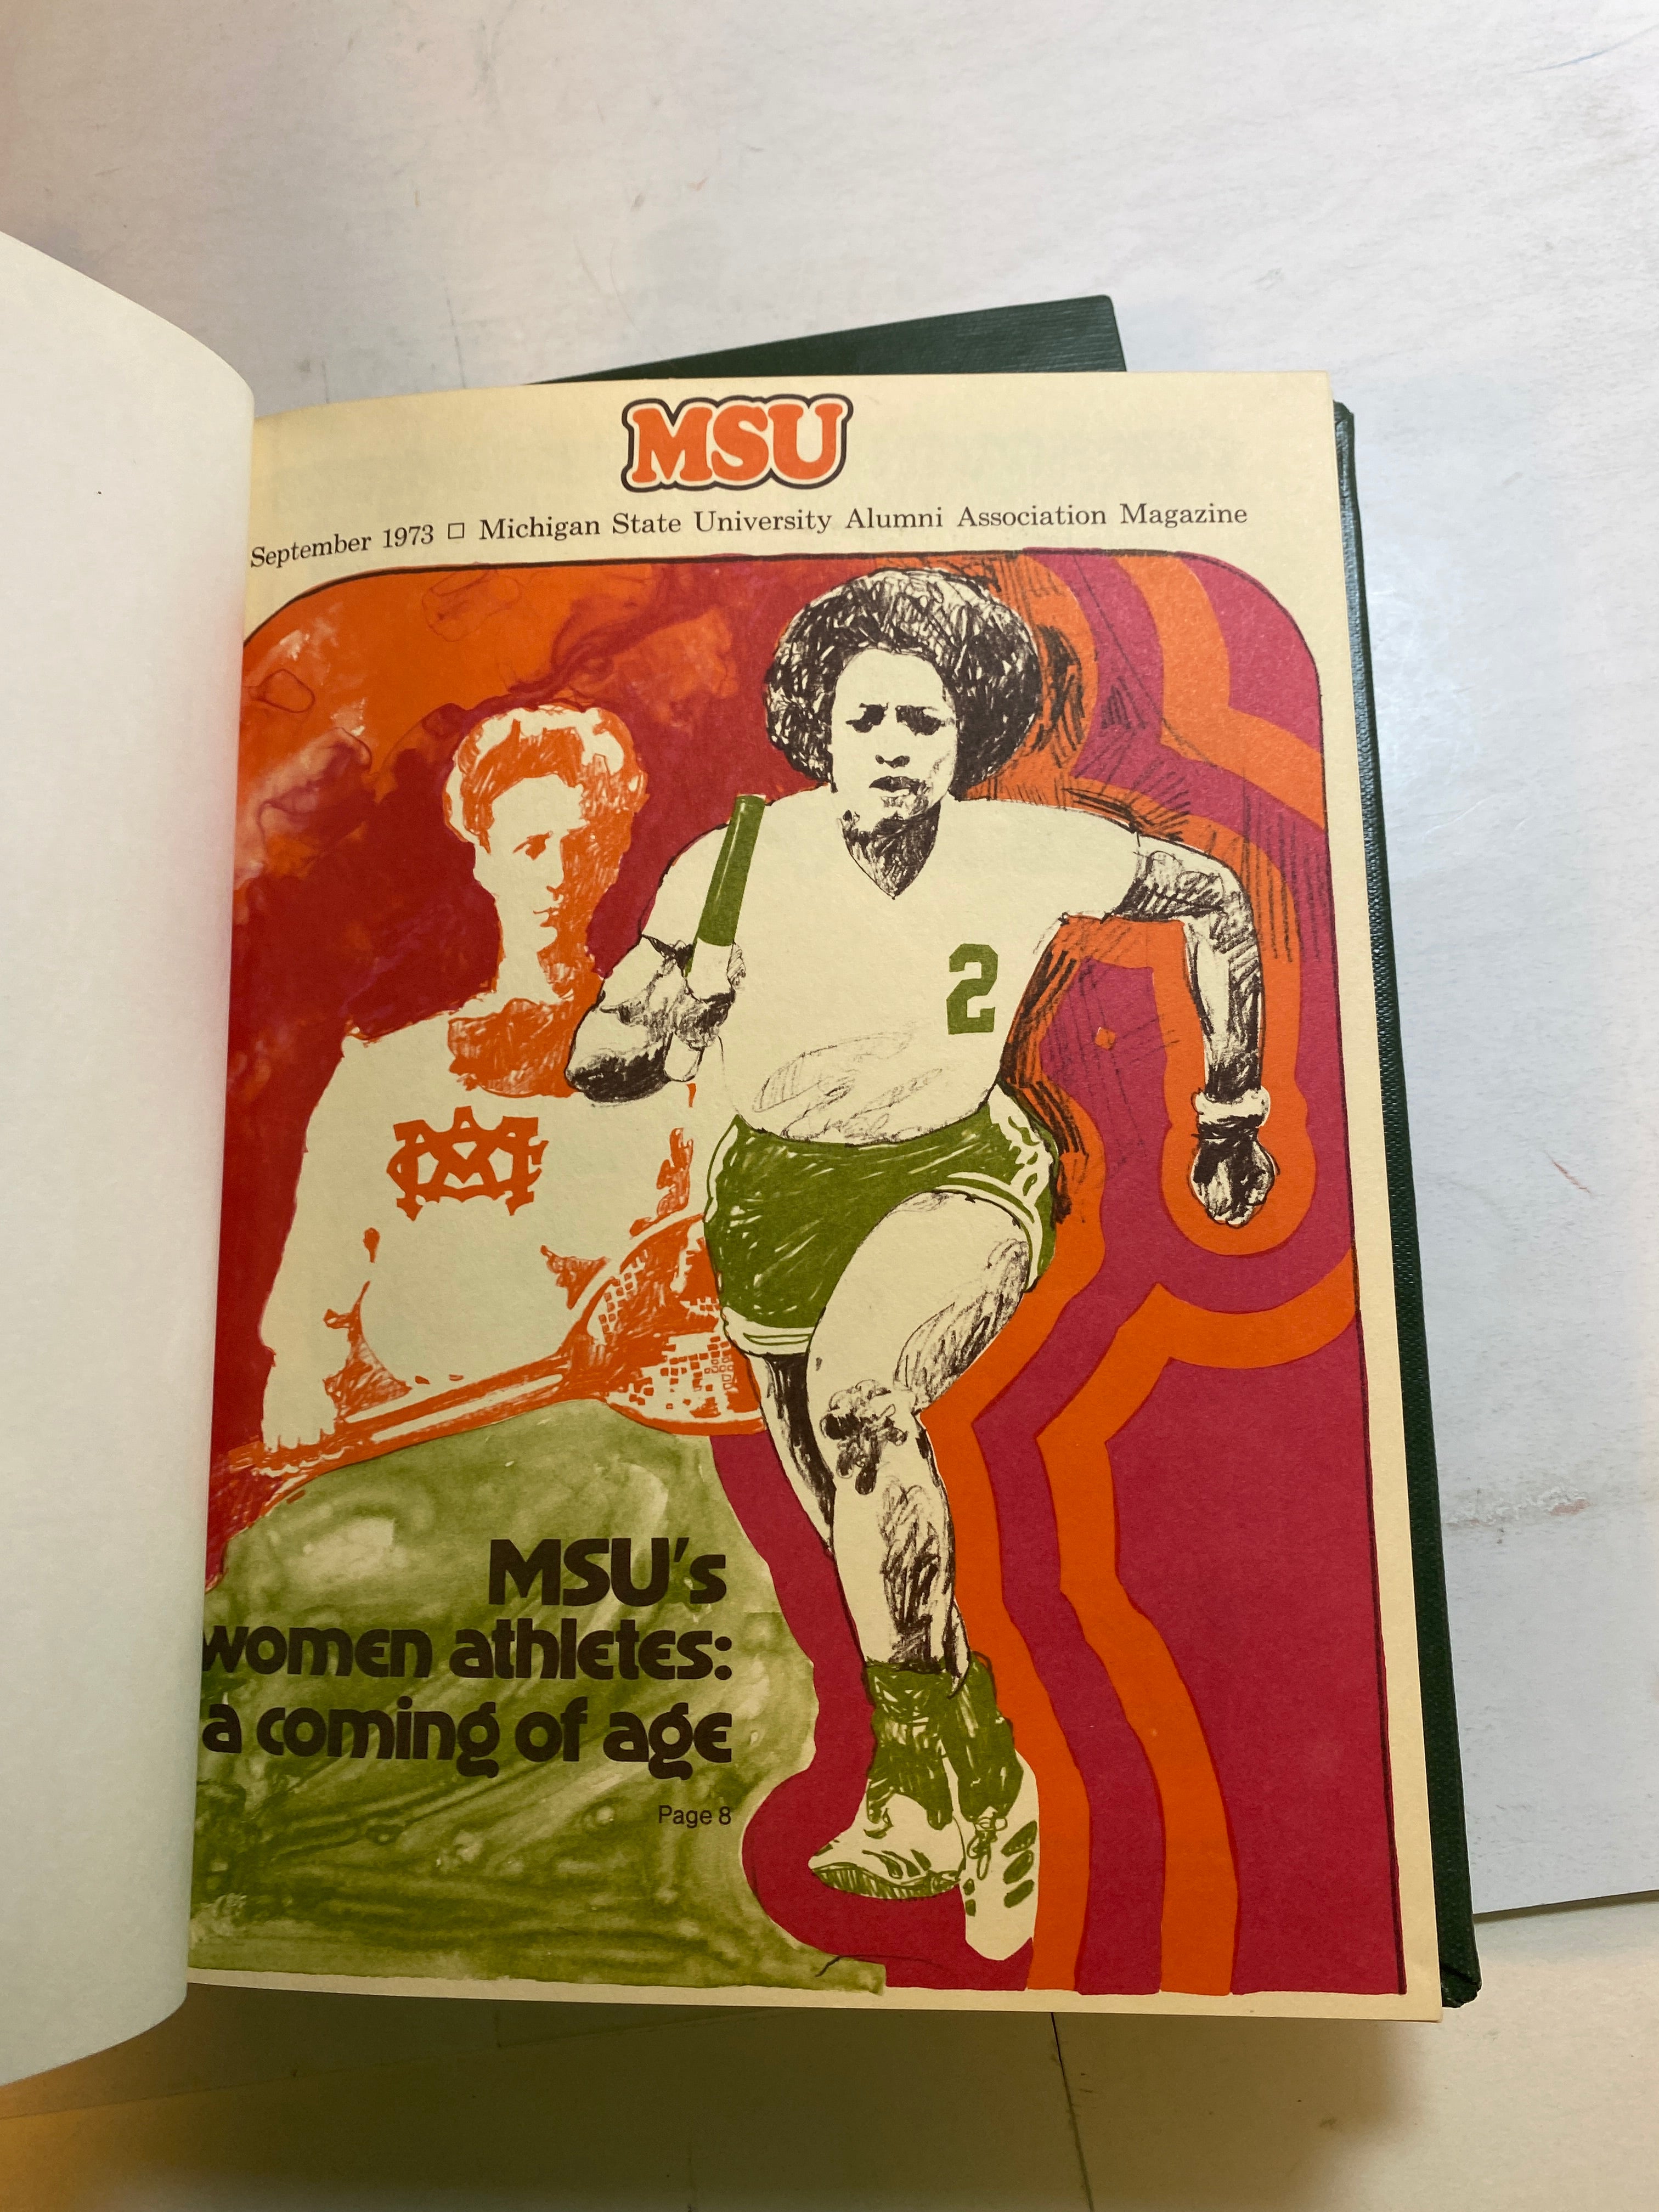 MSU
September 1973 □ Michigan State University Alumni Association Magazine
2
MSU's
women athletes:
a coming of age
Page 8